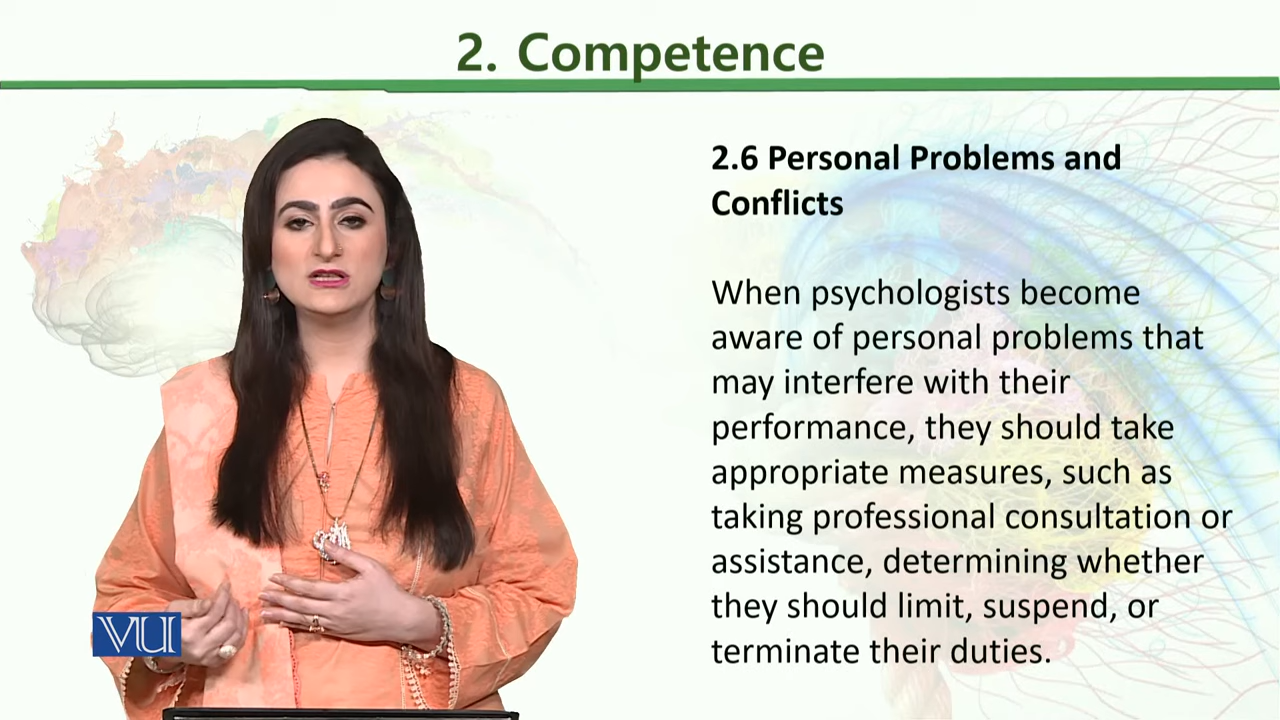 2. Competence
2.6 Personal Problems and
Conflicts
When psychologists become
aware of personal problems that
may interfere with their
performance, they should take
appropriate measures, such as
taking professional consultation or
assistance, determining whether
they should limit, suspend, or
terminate their duties.
VU